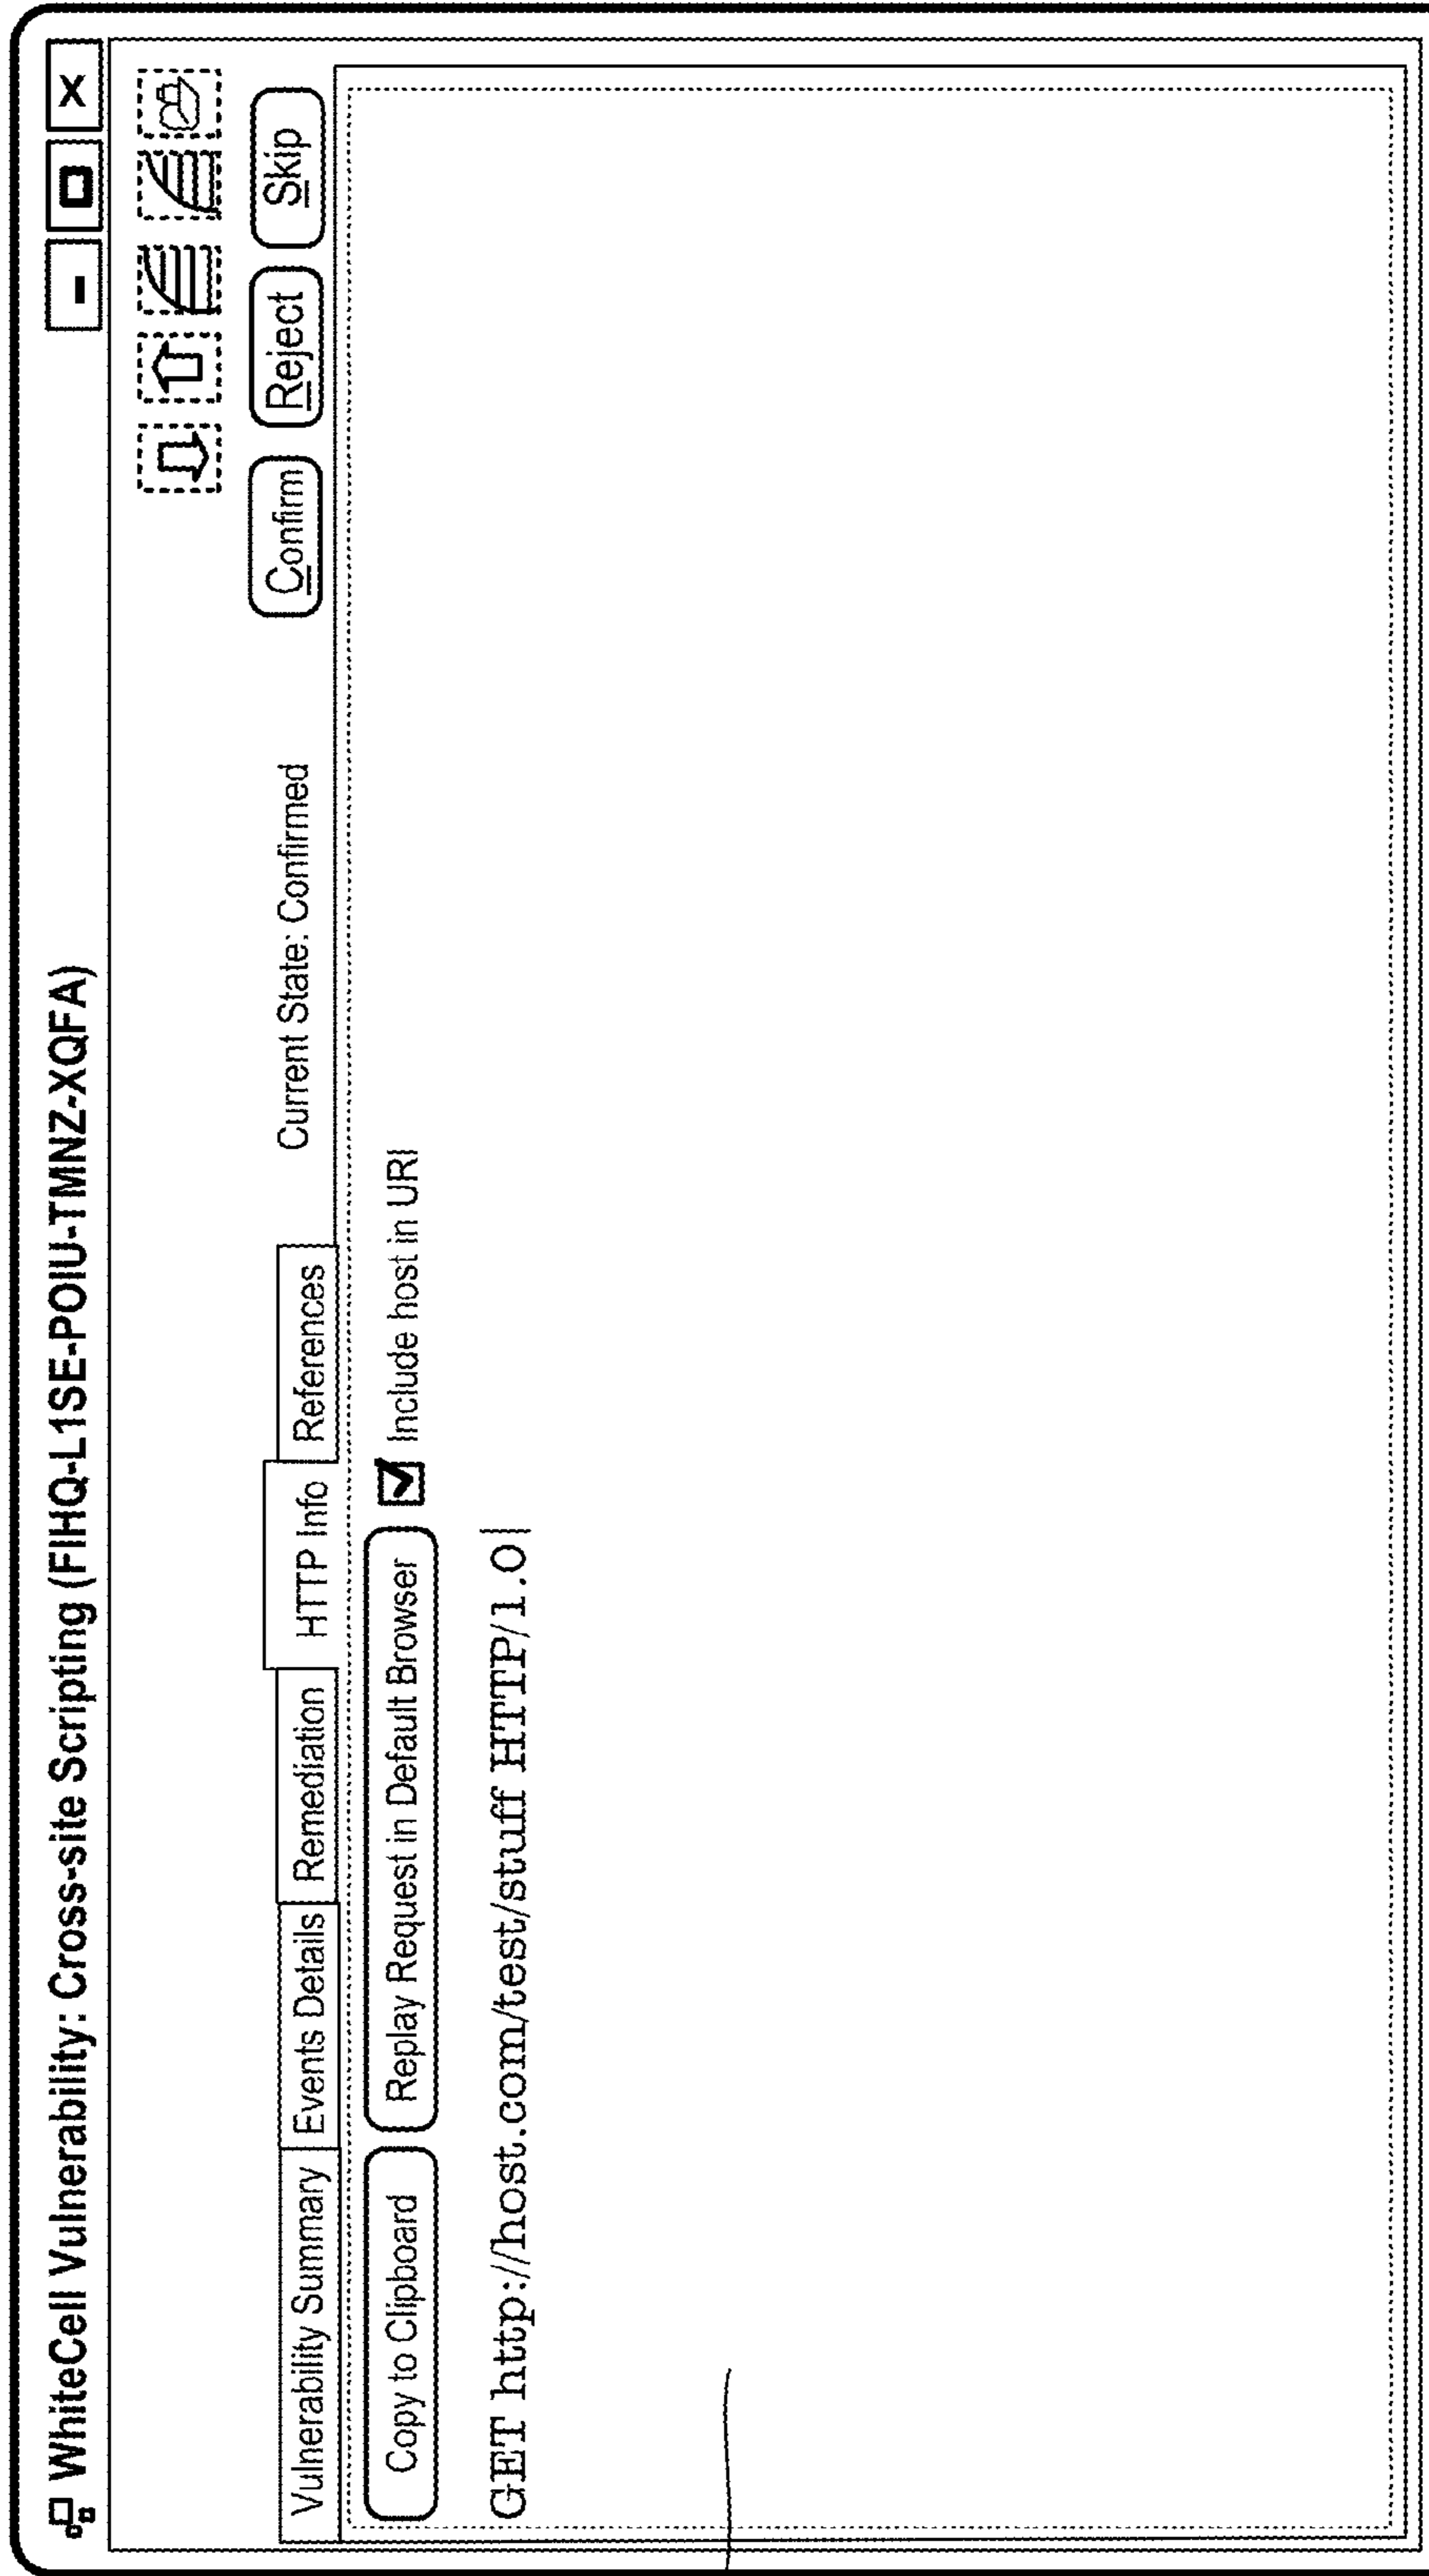 WhiteCell Vulnerability: Cross-site Scripting (FIHQ-L1SE-POIU-TMNZ-XQFA)
Vulnerability Summary Events Details Remediation HTTP Info References Current State: Confirmed Confirm Reject Skip
Copy to Clipboard Replay Request in Default Browser Include host in URI
GET http://host.com/test/stuff HTTP/1.0